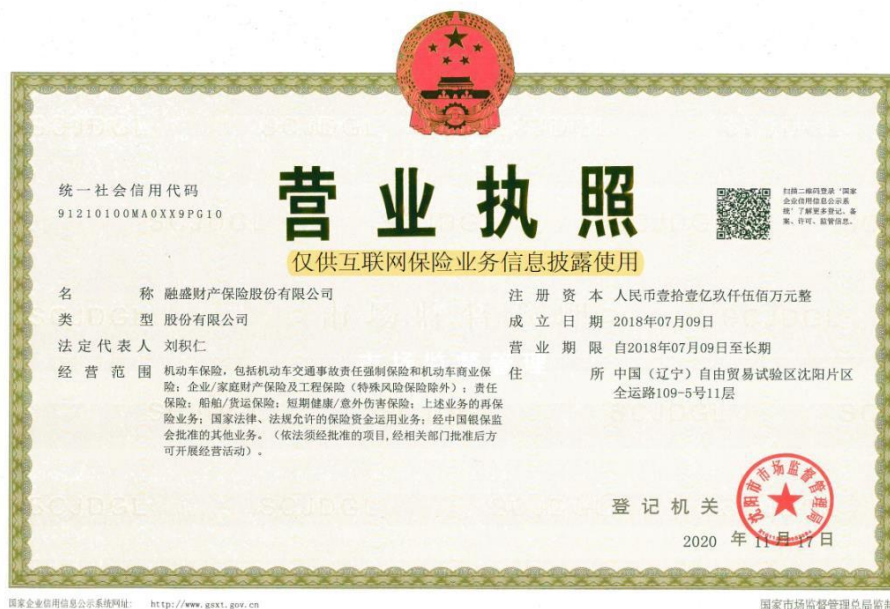 统一社会信用代码
91210100MA0XX9PG10
营业执照
扫描二维码登录“国家
企业信用信息公示系
统”了解更多登记、备
案、许可、监管信息。
仅供互联网保险业务信息披露使用
名称 融盛财产保险股份有限公司
类型 股份有限公司
法定代表人 刘积仁
经营范围 机动车保险，包括机动车交通事故责任强制保险和机动车商业保
险；企业/家庭财产保险及工程保险（特殊风险保险除外）；责任
保险；船舶/货运保险；短期健康/意外伤害保险；上述业务的再保
险业务；国家法律、法规允许的保险资金运用业务；经中国银保监
会批准的其他业务。（依法须经批准的项目,经相关部门批准后方
可开展经营活动）。
注册资本 人民币壹拾壹亿玖仟伍佰万元整
成立日期 2018年07月09日
营业期限 自2018年07月09日至长期
住所 中国（辽宁）自由贸易试验区沈阳片区
全运路109-5号11层
登记机关
沈阳市市场监督管理局
2020 年 11 月 17 日
国家企业信用信息公示系统网址： http://www.gsxt.gov.cn
国家市场监督管理总局监制